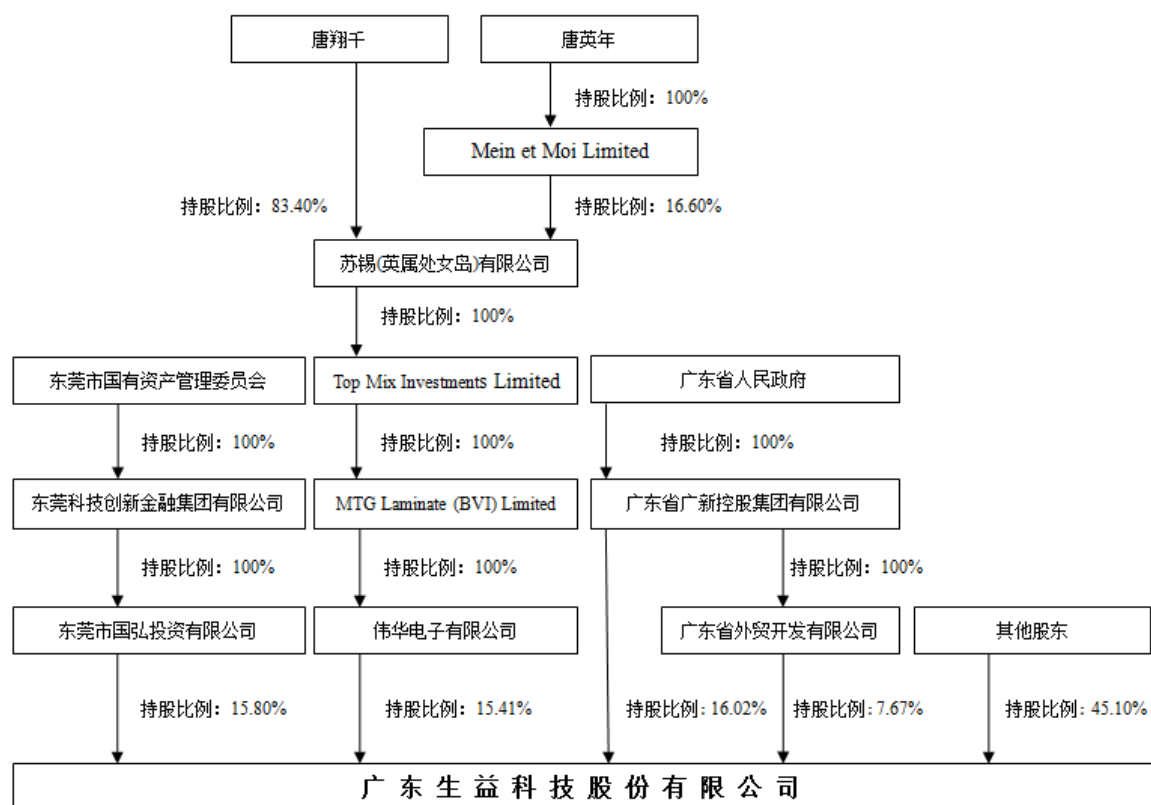 唐翔千
唐英年
持股比例：100%
Mein et Moi Limited
持股比例：83.40%
持股比例：16.60%
苏锡(英属处女岛)有限公司
持股比例：100%
东莞市国有资产管理委员会
Top Mix Investments Limited
广东省人民政府
持股比例：100%
持股比例：100%
持股比例：100%
东莞科技创新金融集团有限公司
MTG Laminate (BVI) Limited
广东省广新控股集团有限公司
持股比例：100%
持股比例：100%
持股比例：100%
东莞市国弘投资有限公司
伟华电子有限公司
广东省外贸开发有限公司
其他股东
持股比例：15.80%
持股比例：15.41%
持股比例：16.02%
持股比例：7.67%
持股比例：45.10%
广东生益科技股份有限公司